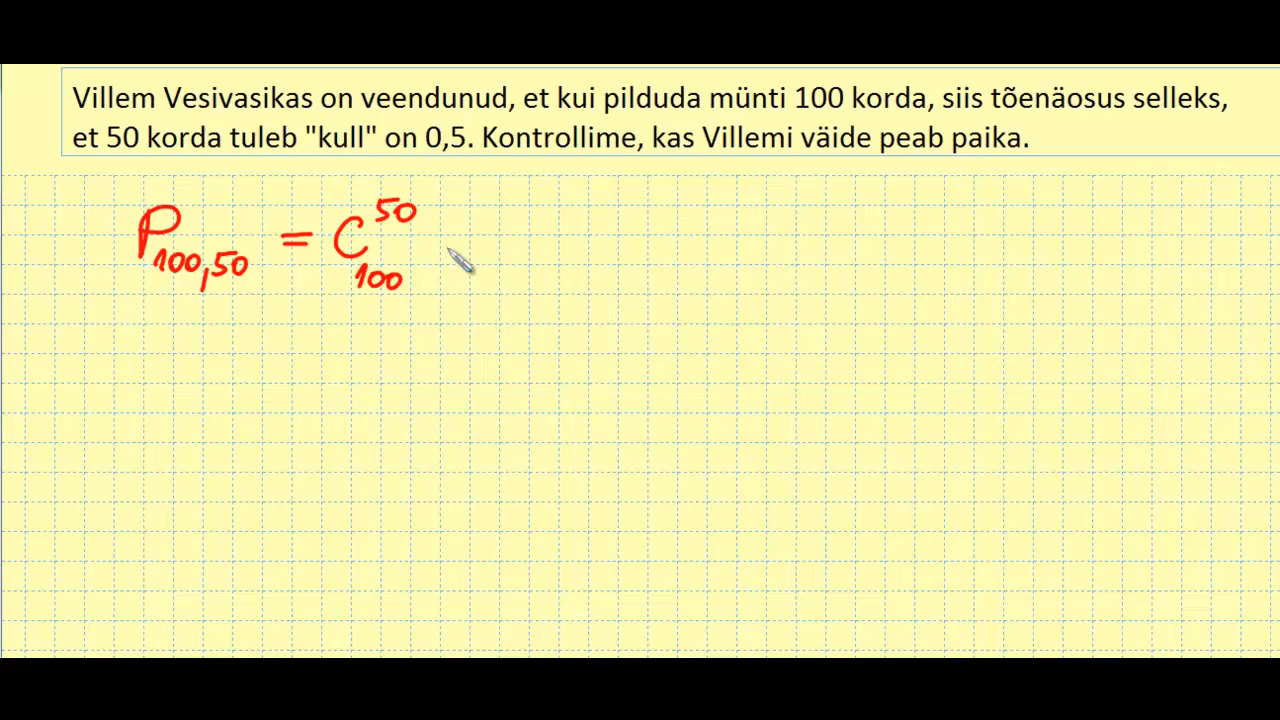 Villem Vesivasikas on veendunud, et kui pilduda münti 100 korda, siis tõenäosus selleks,
et 50 korda tuleb "kull" on 0,5. Kontrollime, kas Villemi väide peab paika.
P₁₀₀,₅₀ = C₁₀₀⁵⁰